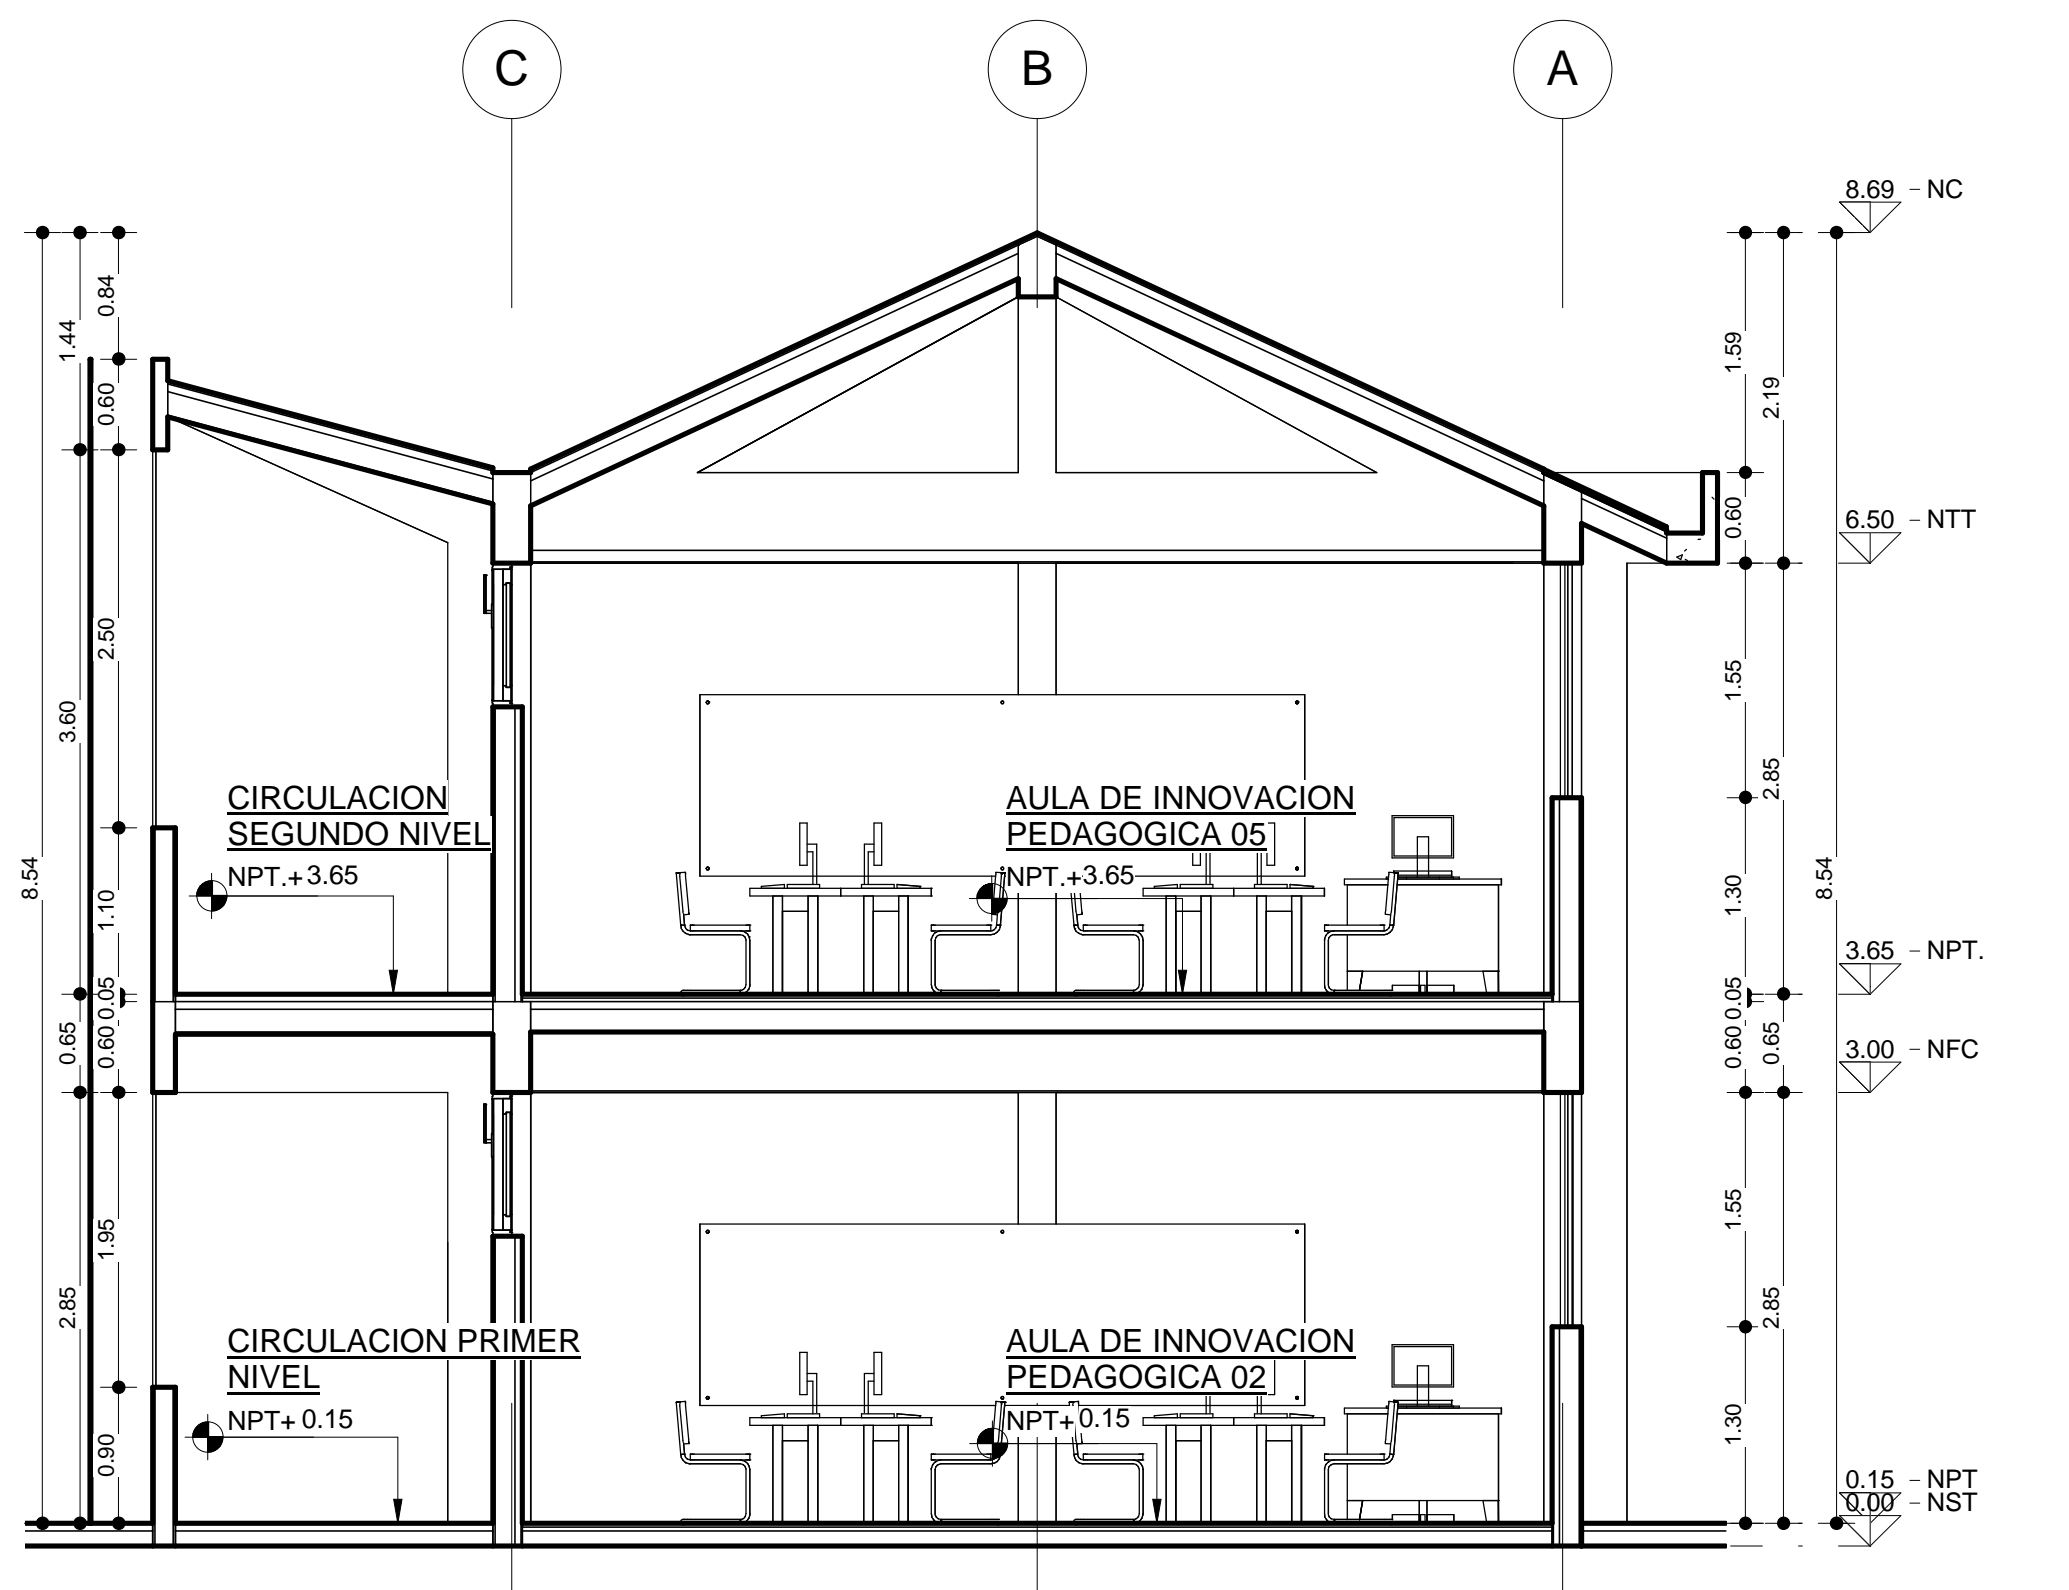 C
B
A
8.69 - NC
0.84
1.44
1.59
2.19
0.60
0.60
6.50 - NTT
2.50
1.55
3.60
2.85
CIRCULACION
SEGUNDO NIVEL
NPT.+3.65
AULA DE INNOVACION
PEDAGOGICA 05
NPT.+3.65
8.54
1.10
1.30
8.54
3.65 - NPT.
0.05
0.05
0.65
0.60
0.60
0.65
3.00 - NFC
1.95
1.55
2.85
2.85
CIRCULACION PRIMER
NIVEL
NPT+ 0.15
AULA DE INNOVACION
PEDAGOGICA 02
NPT+ 0.15
0.90
1.30
0.15 - NPT
0.00 - NST